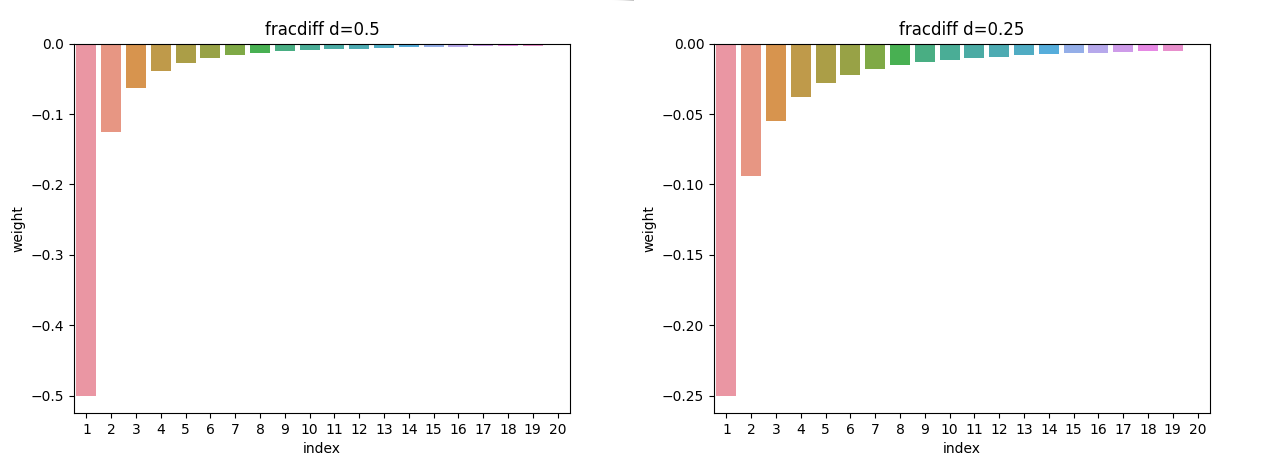 fracdiff d=0.5
0.0
−0.1
−0.2
−0.3
−0.4
−0.5
weight
1 2 3 4 5 6 7 8 9 10 11 12 13 14 15 16 17 18 19 20
index
fracdiff d=0.25
0.00
−0.05
−0.10
−0.15
−0.20
−0.25
weight
1 2 3 4 5 6 7 8 9 10 11 12 13 14 15 16 17 18 19 20
index